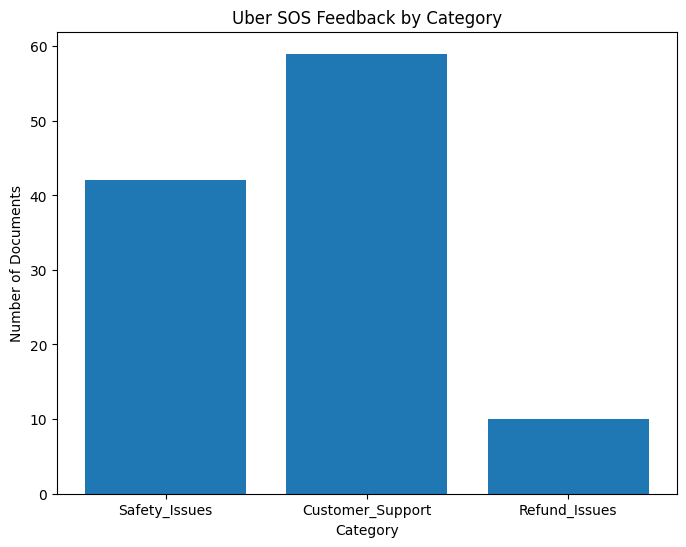 Uber SOS Feedback by Category
60
50
40
30
20
10
0
Number of Documents
Safety_Issues
Customer_Support
Refund_Issues
Category